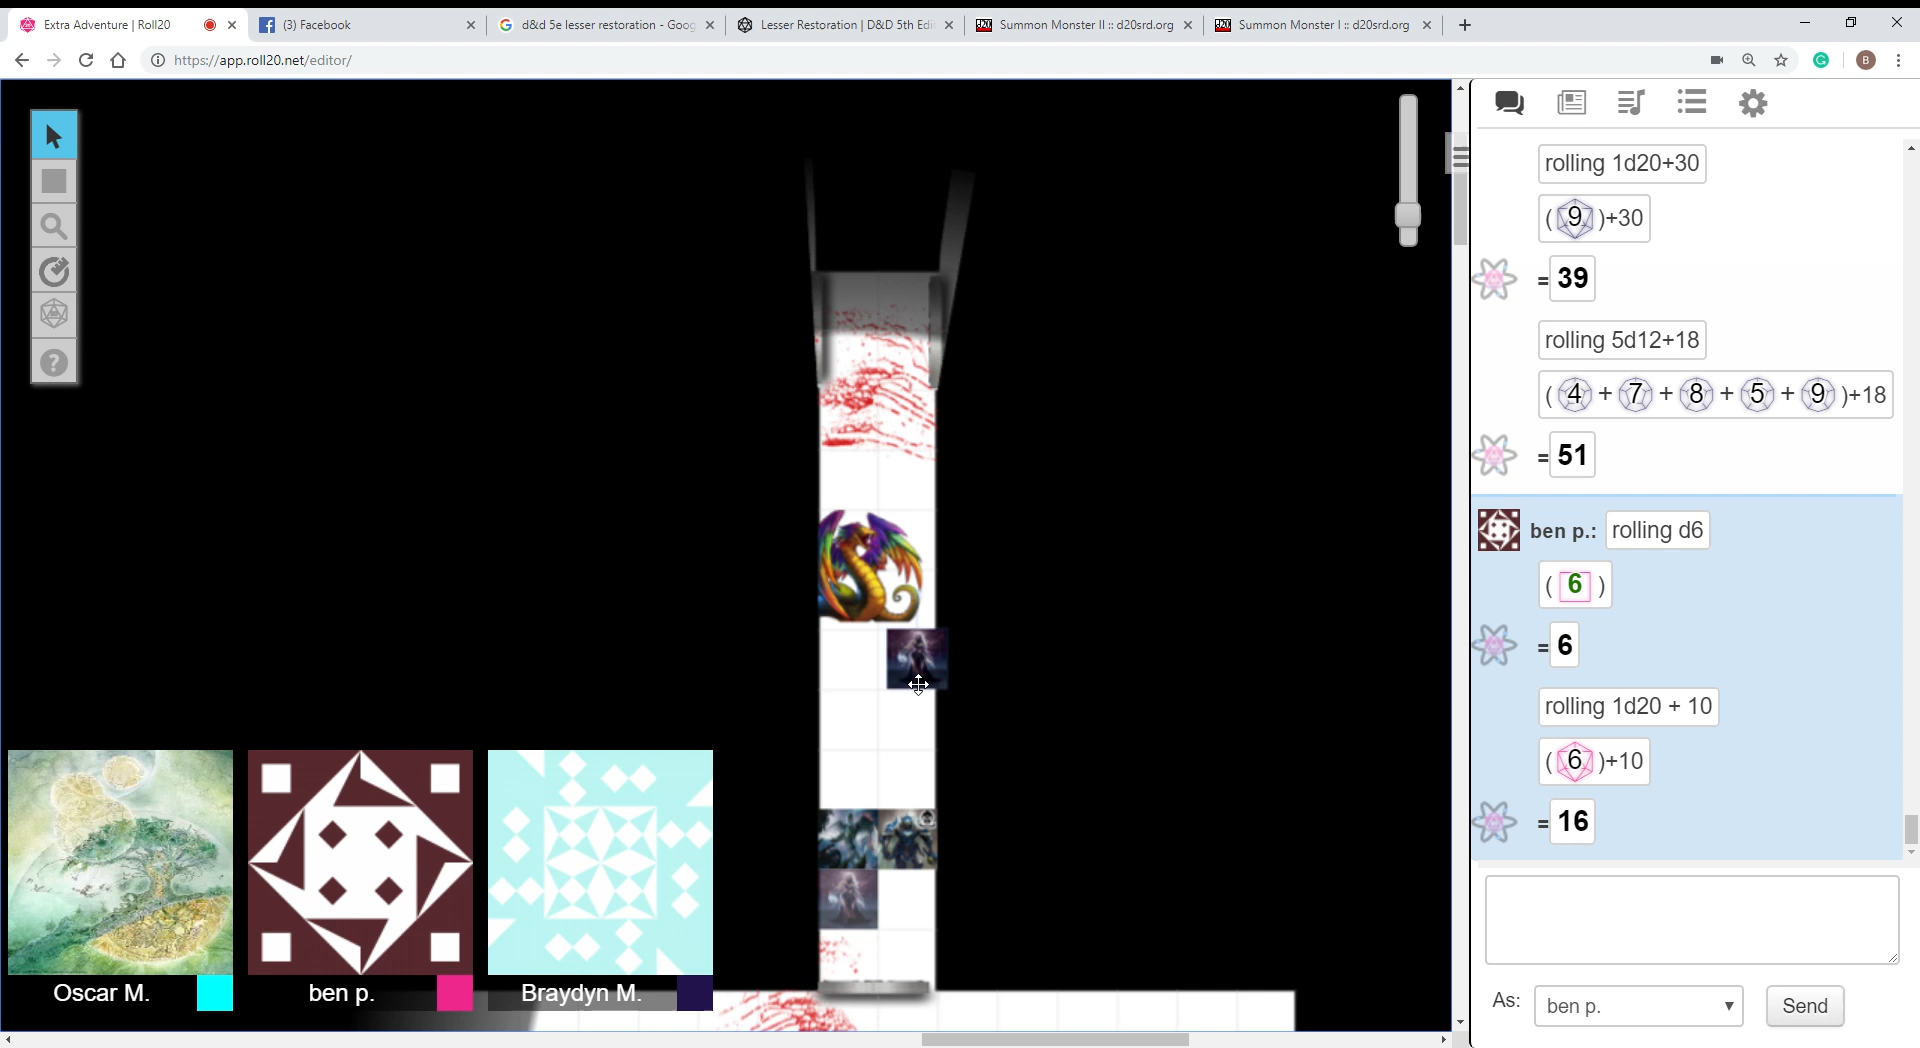 Extra Adventure | Roll20
(3) Facebook
d&d 5e lesser restoration - Goog
Lesser Restoration | D&D 5th Edi
Summon Monster II :: d20srd.org
Summon Monster I :: d20srd.org
https://app.roll20.net/editor/
B
rolling 1d20+30
(9)+30
=39
rolling 5d12+18
(4+7+8+5+9)+18
=51
ben p.: rolling d6
(6)
=6
rolling 1d20 + 10
(6)+10
=16
Oscar M.
ben p.
Braydyn M.
As: ben p. Send